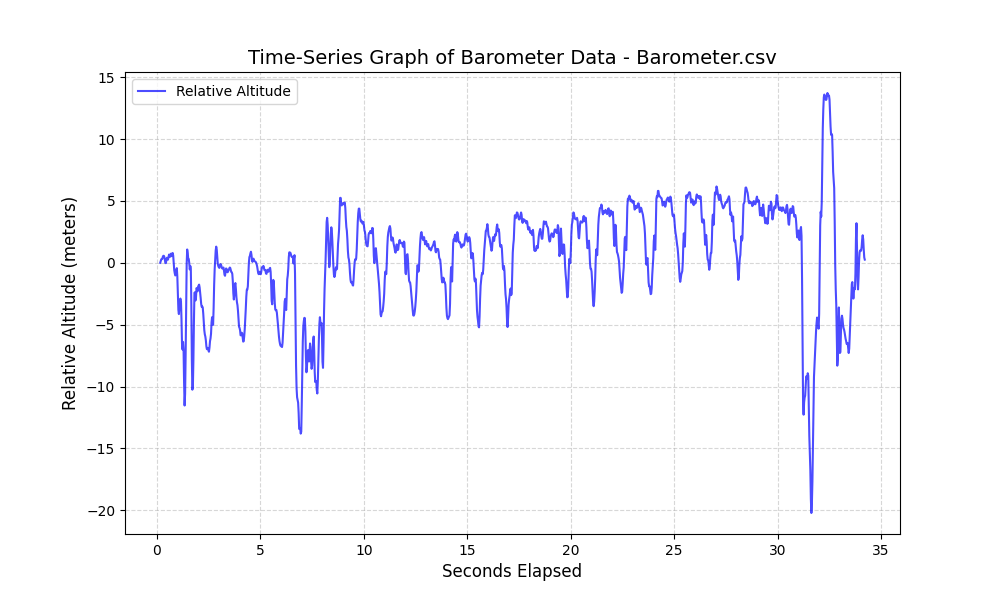 Time-Series Graph of Barometer Data - Barometer.csv
Relative Altitude
Relative Altitude (meters)
15
10
5
0
−5
−10
−15
−20
0 5 10 15 20 25 30 35
Seconds Elapsed